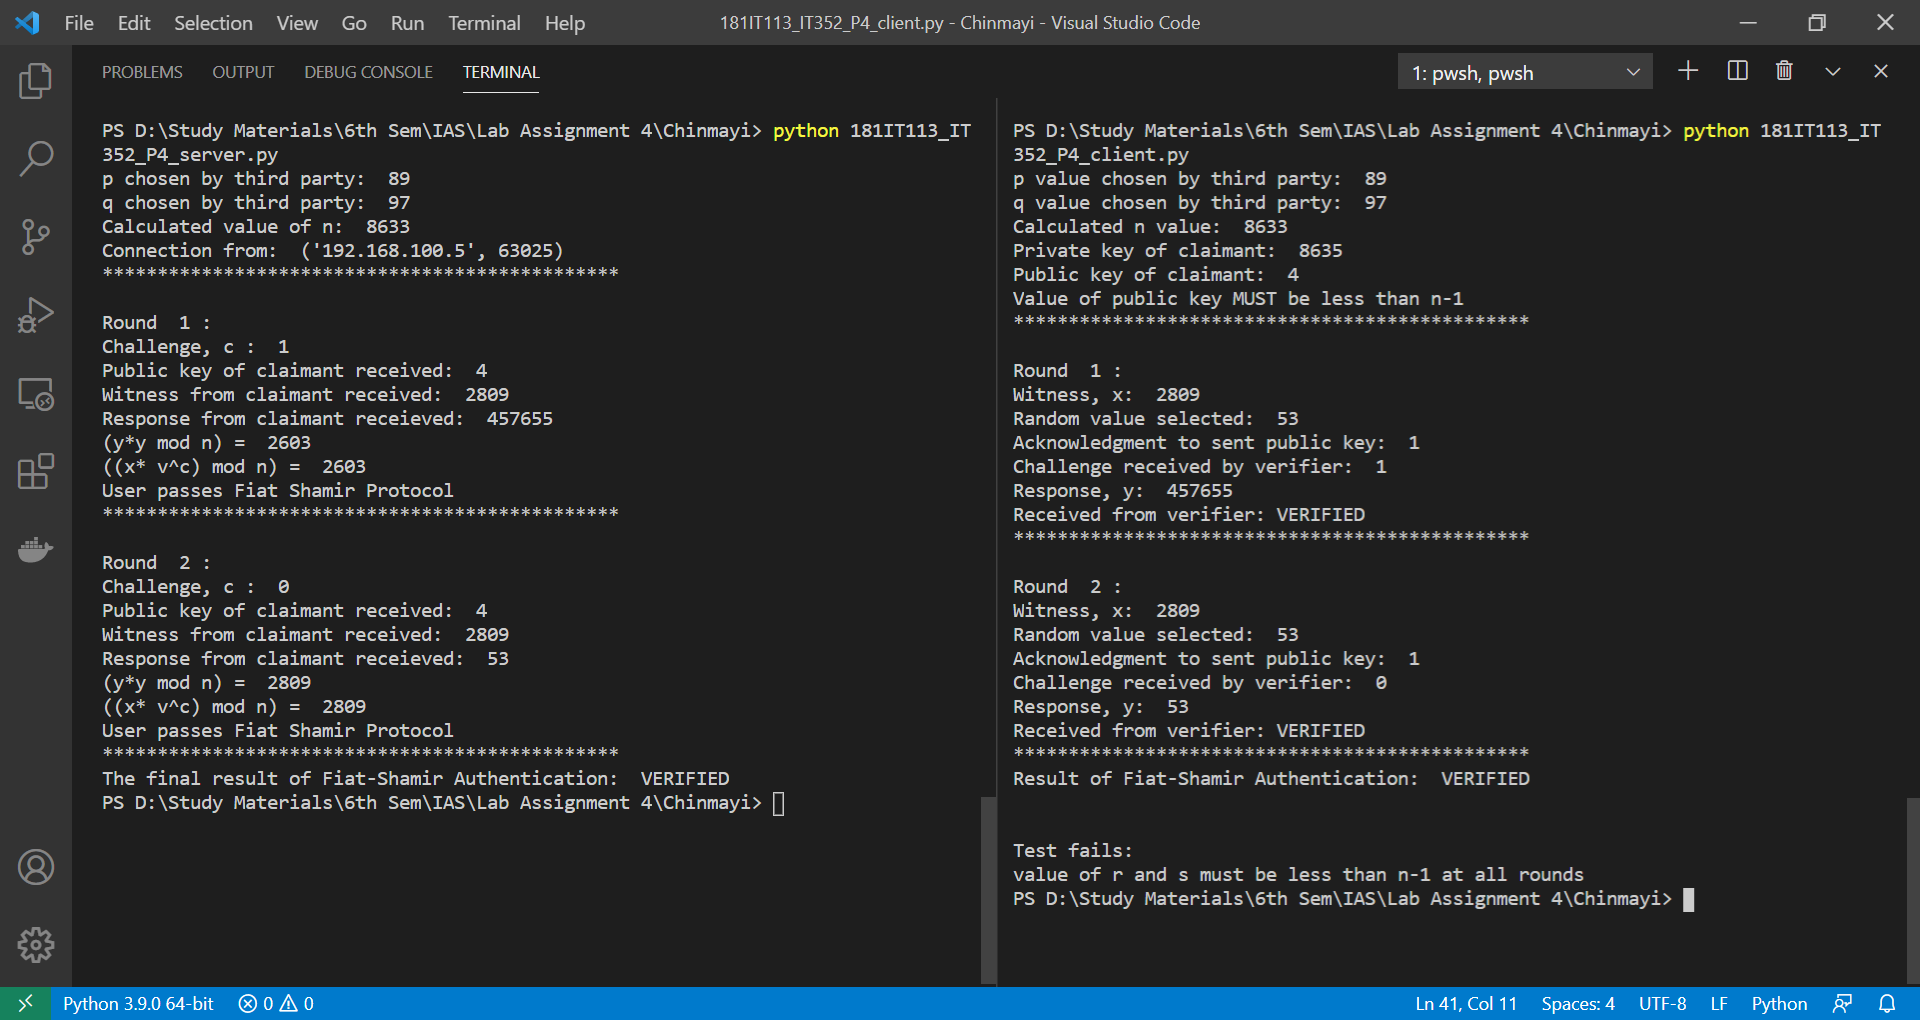 File Edit Selection View Go Run Terminal Help
181IT113_IT352_P4_client.py - Chinmayi - Visual Studio Code
PROBLEMS OUTPUT DEBUG CONSOLE TERMINAL
1: pwsh, pwsh
PS D:\Study Materials\6th Sem\IAS\Lab Assignment 4\Chinmayi> python 181IT113_IT
352_P4_server.py
p chosen by third party:  89
q chosen by third party:  97
Calculated value of n:  8633
Connection from:  ('192.168.100.5', 63025)
***********************************************
Round  1 :
Challenge, c :  1
Public key of claimant received:  4
Witness from claimant received:  2809
Response from claimant receieved:  457655
(y*y mod n) =  2603
((x* v^c) mod n) =  2603
User passes Fiat Shamir Protocol
***********************************************
Round  2 :
Challenge, c :  0
Public key of claimant received:  4
Witness from claimant received:  2809
Response from claimant receieved:  53
(y*y mod n) =  2809
((x* v^c) mod n) =  2809
User passes Fiat Shamir Protocol
***********************************************
The final result of Fiat-Shamir Authentication:  VERIFIED
PS D:\Study Materials\6th Sem\IAS\Lab Assignment 4\Chinmayi>
PS D:\Study Materials\6th Sem\IAS\Lab Assignment 4\Chinmayi> python 181IT113_IT
352_P4_client.py
p value chosen by third party:  89
q value chosen by third party:  97
Calculated n value:  8633
Private key of claimant:  8635
Public key of claimant:  4
Value of public key MUST be less than n-1
***********************************************
Round  1 :
Witness, x:  2809
Random value selected:  53
Acknowledgment to sent public key:  1
Challenge received by verifier:  1
Response, y:  457655
Received from verifier: VERIFIED
***********************************************
Round  2 :
Witness, x:  2809
Random value selected:  53
Acknowledgment to sent public key:  1
Challenge received by verifier:  0
Response, y:  53
Received from verifier: VERIFIED
***********************************************
Result of Fiat-Shamir Authentication:  VERIFIED
Test fails:
value of r and s must be less than n-1 at all rounds
PS D:\Study Materials\6th Sem\IAS\Lab Assignment 4\Chinmayi>
Python 3.9.0 64-bit 0 0 Ln 41, Col 11 Spaces: 4 UTF-8 LF Python